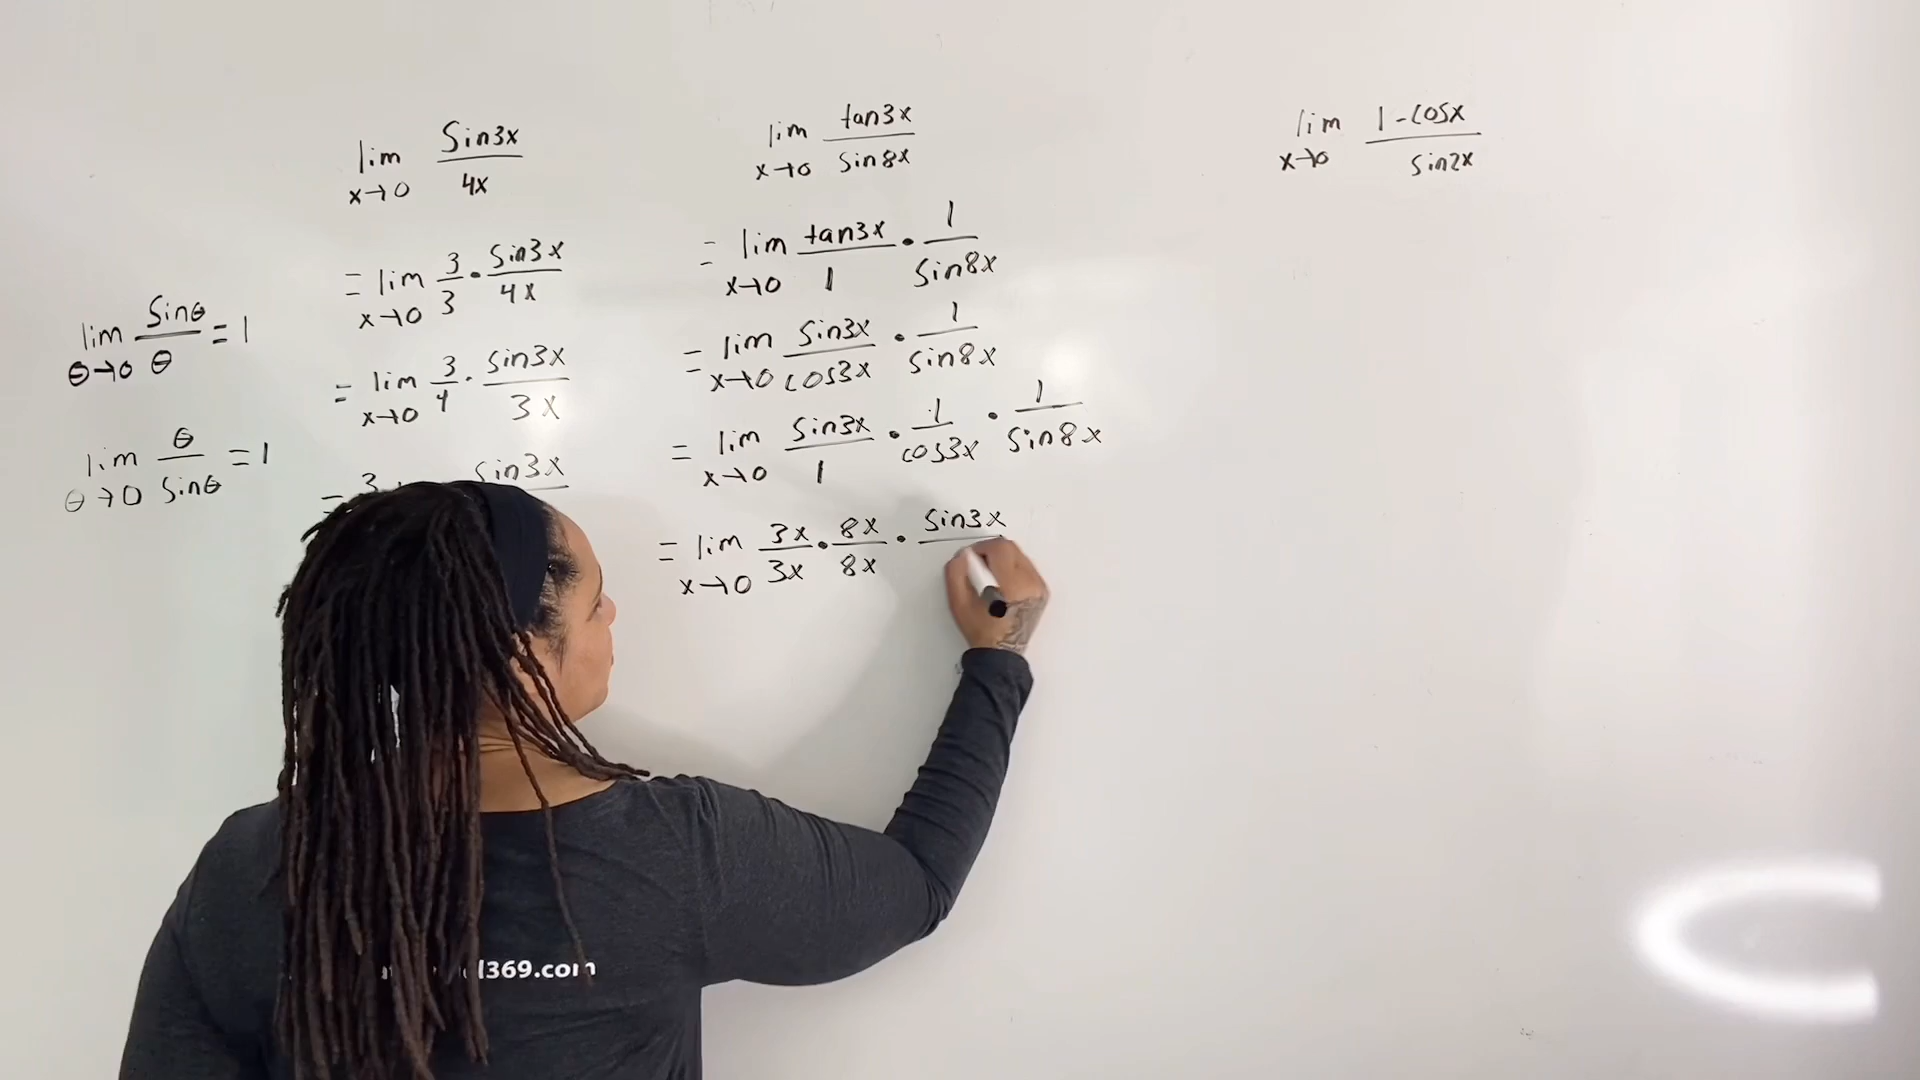 lim sinθ/θ = 1
θ→0
lim θ/sinθ = 1
θ→0
lim sin3x/4x
x→0
= lim 3/3 · sin3x/4x
x→0
= lim 3/4 · sin3x/3x
x→0
= 3 sin3x
lim tan3x/sin8x
x→0
= lim tan3x/1 · 1/sin8x
x→0
= lim sin3x/cos3x · 1/sin8x
x→0
= lim sin3x/1 · 1/cos3x · 1/sin8x
x→0
= lim 3x/3x · 8x/8x · sin3x
x→0
lim 1-cosx/sin2x
x→0
l369.com